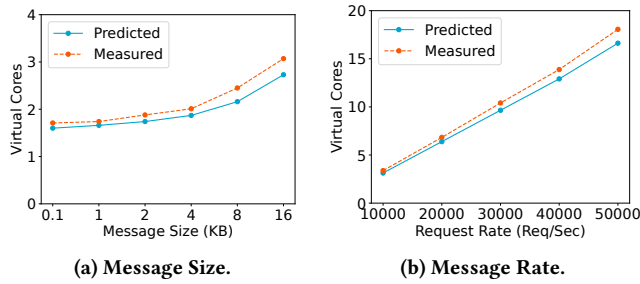 4
3
2
1
0
Virtual Cores
Predicted
Measured
0.1 1 2 4 8 16
Message Size (KB)
(a) Message Size.
20
15
10
5
0
Virtual Cores
Predicted
Measured
10000 20000 30000 40000 50000
Request Rate (Req/Sec)
(b) Message Rate.